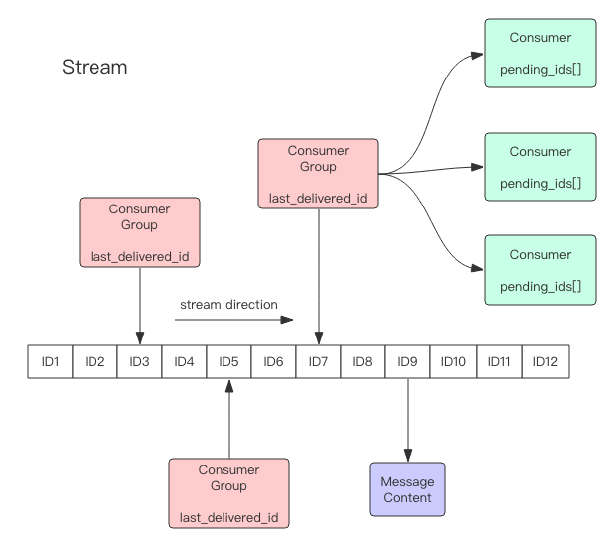 Stream
Consumer
pending_ids[]
Consumer
Group
last_delivered_id
Consumer
pending_ids[]
Consumer
Group
last_delivered_id
Consumer
pending_ids[]
stream direction
ID1 ID2 ID3 ID4 ID5 ID6 ID7 ID8 ID9 ID10 ID11 ID12
Consumer
Group
last_delivered_id
Message
Content